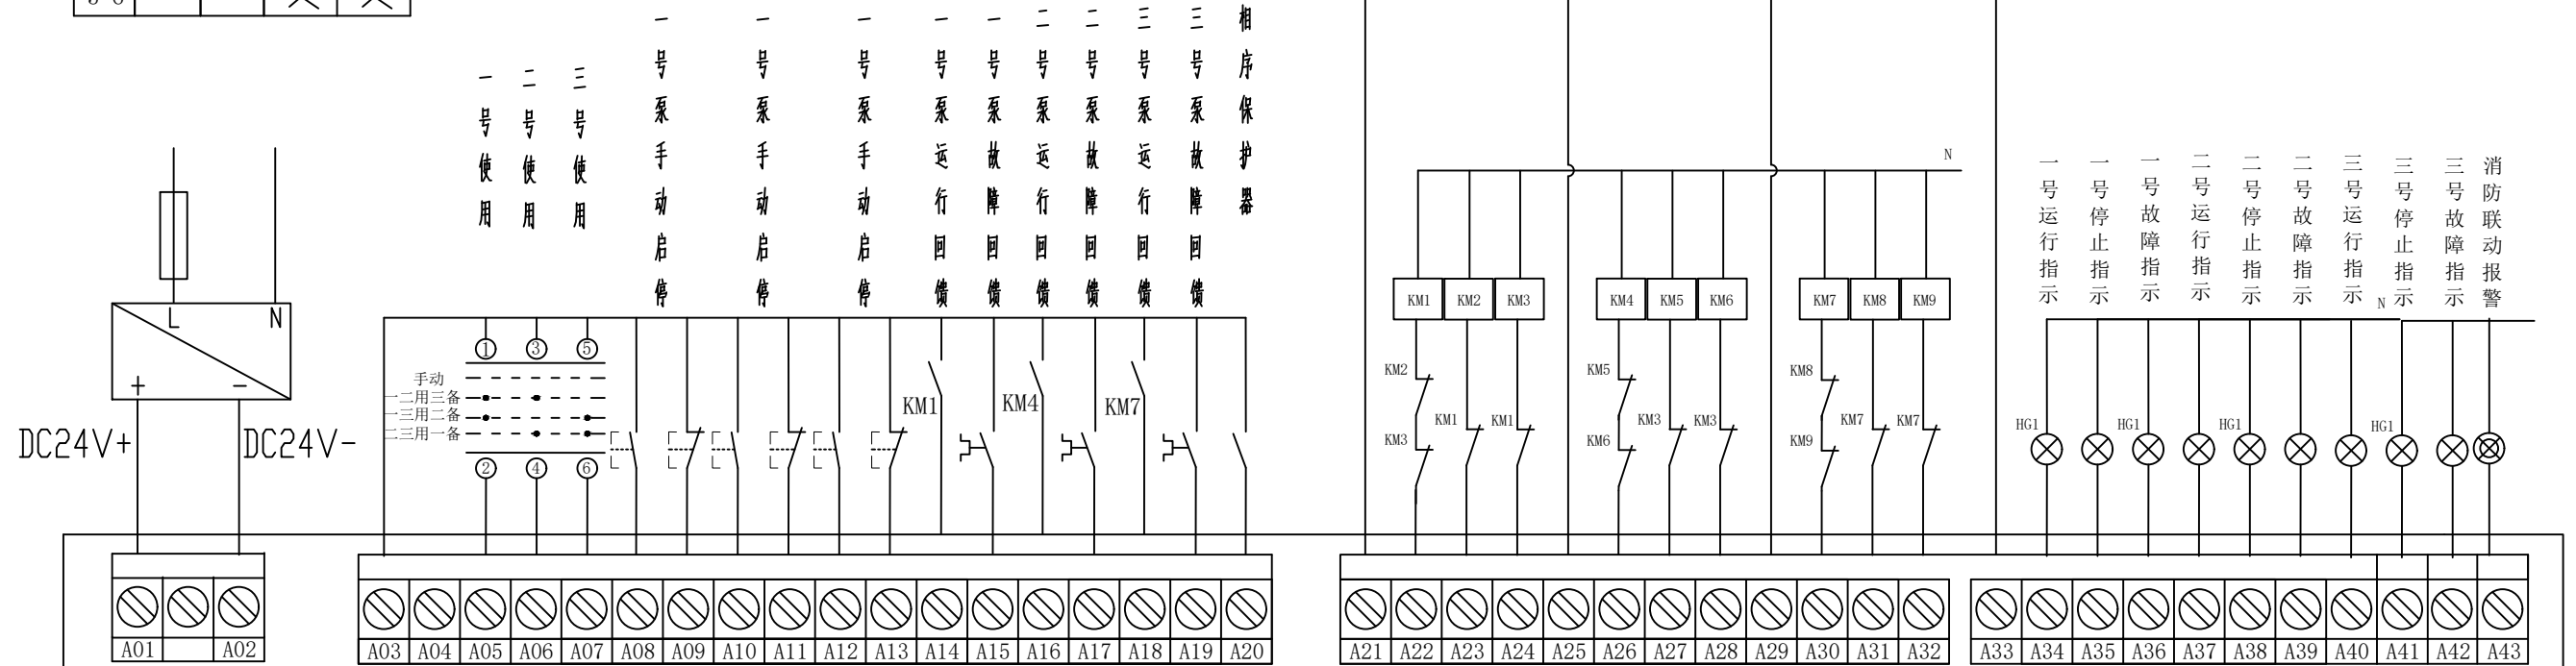 一号使用
二号使用
三号使用
一号泵手动启停
一号泵手动启停
一号泵手动启停
一号泵运行回馈
一号泵故障回馈
二号泵运行回馈
二号泵故障回馈
三号泵运行回馈
三号泵故障回馈
相序保护器
L N
+ -
DC24V+
DC24V-
① ③ ⑤
手动
一二用三备
一三用二备
二三用一备
② ④ ⑥
KM1
KM4
KM7
N
KM1 KM2 KM3
KM4 KM5 KM6
KM7 KM8 KM9
KM2
KM3
KM1
KM1
KM5
KM6
KM3
KM3
KM8
KM9
KM7
KM7
一号运行指示
一号停止指示
一号故障指示
二号运行指示
二号停止指示
二号故障指示
三号运行指示
三号停止指示
三号故障指示
消防联动报警
N
HG1
HG1
HG1
HG1
A01 A02
A03 A04 A05 A06 A07 A08 A09 A10 A11 A12 A13 A14 A15 A16 A17 A18 A19 A20
A21 A22 A23 A24 A25 A26 A27 A28 A29 A30 A31 A32
A33 A34 A35 A36 A37 A38 A39 A40 A41 A42 A43